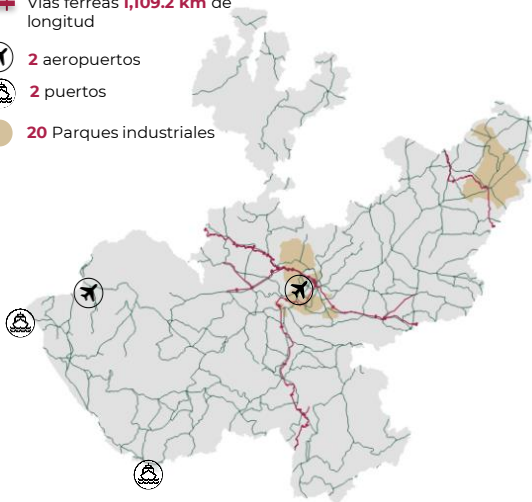 Vías férreas 1,109.2 km de
longitud
2 aeropuertos
2 puertos
20 Parques industriales